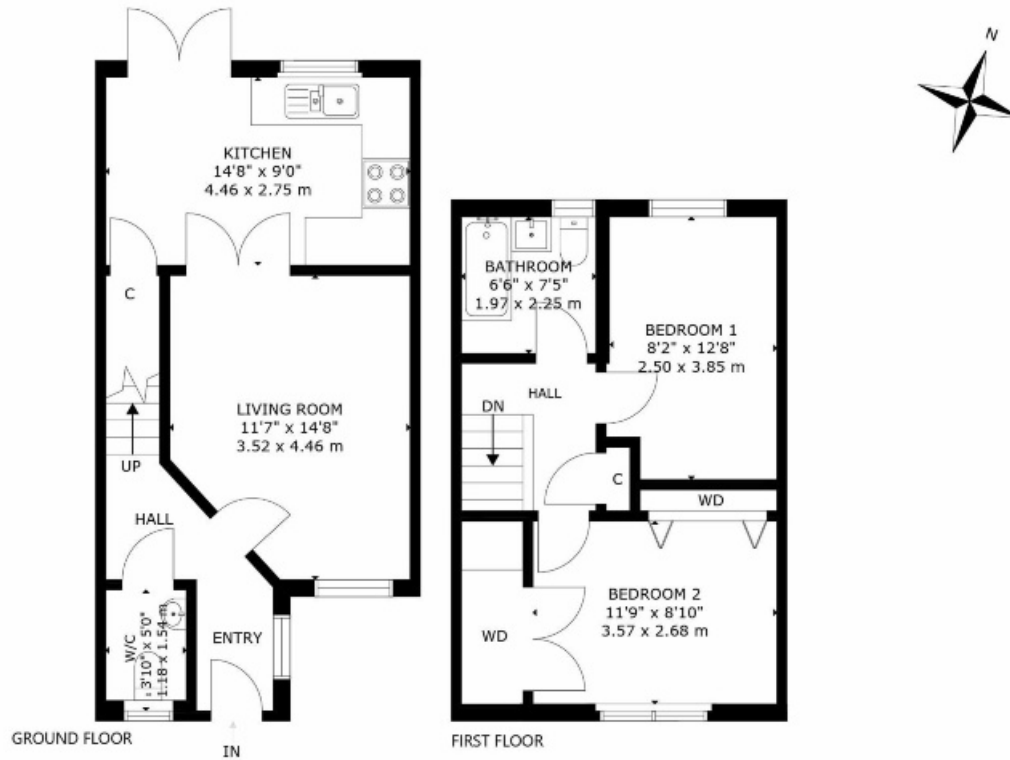 N
KITCHEN
14'8" x 9'0"
4.46 x 2.75 m
C
LIVING ROOM
11'7" x 14'8"
3.52 x 4.46 m
UP
HALL
W/C
3'10" x 5'0"
1.18 x 1.54 m
ENTRY
IN
GROUND FLOOR
BATHROOM
6'6" x 7'5"
1.97 x 2.25 m
BEDROOM 1
8'2" x 12'8"
2.50 x 3.85 m
HALL
DN
C
WD
BEDROOM 2
11'9" x 8'10"
3.57 x 2.68 m
WD
FIRST FLOOR